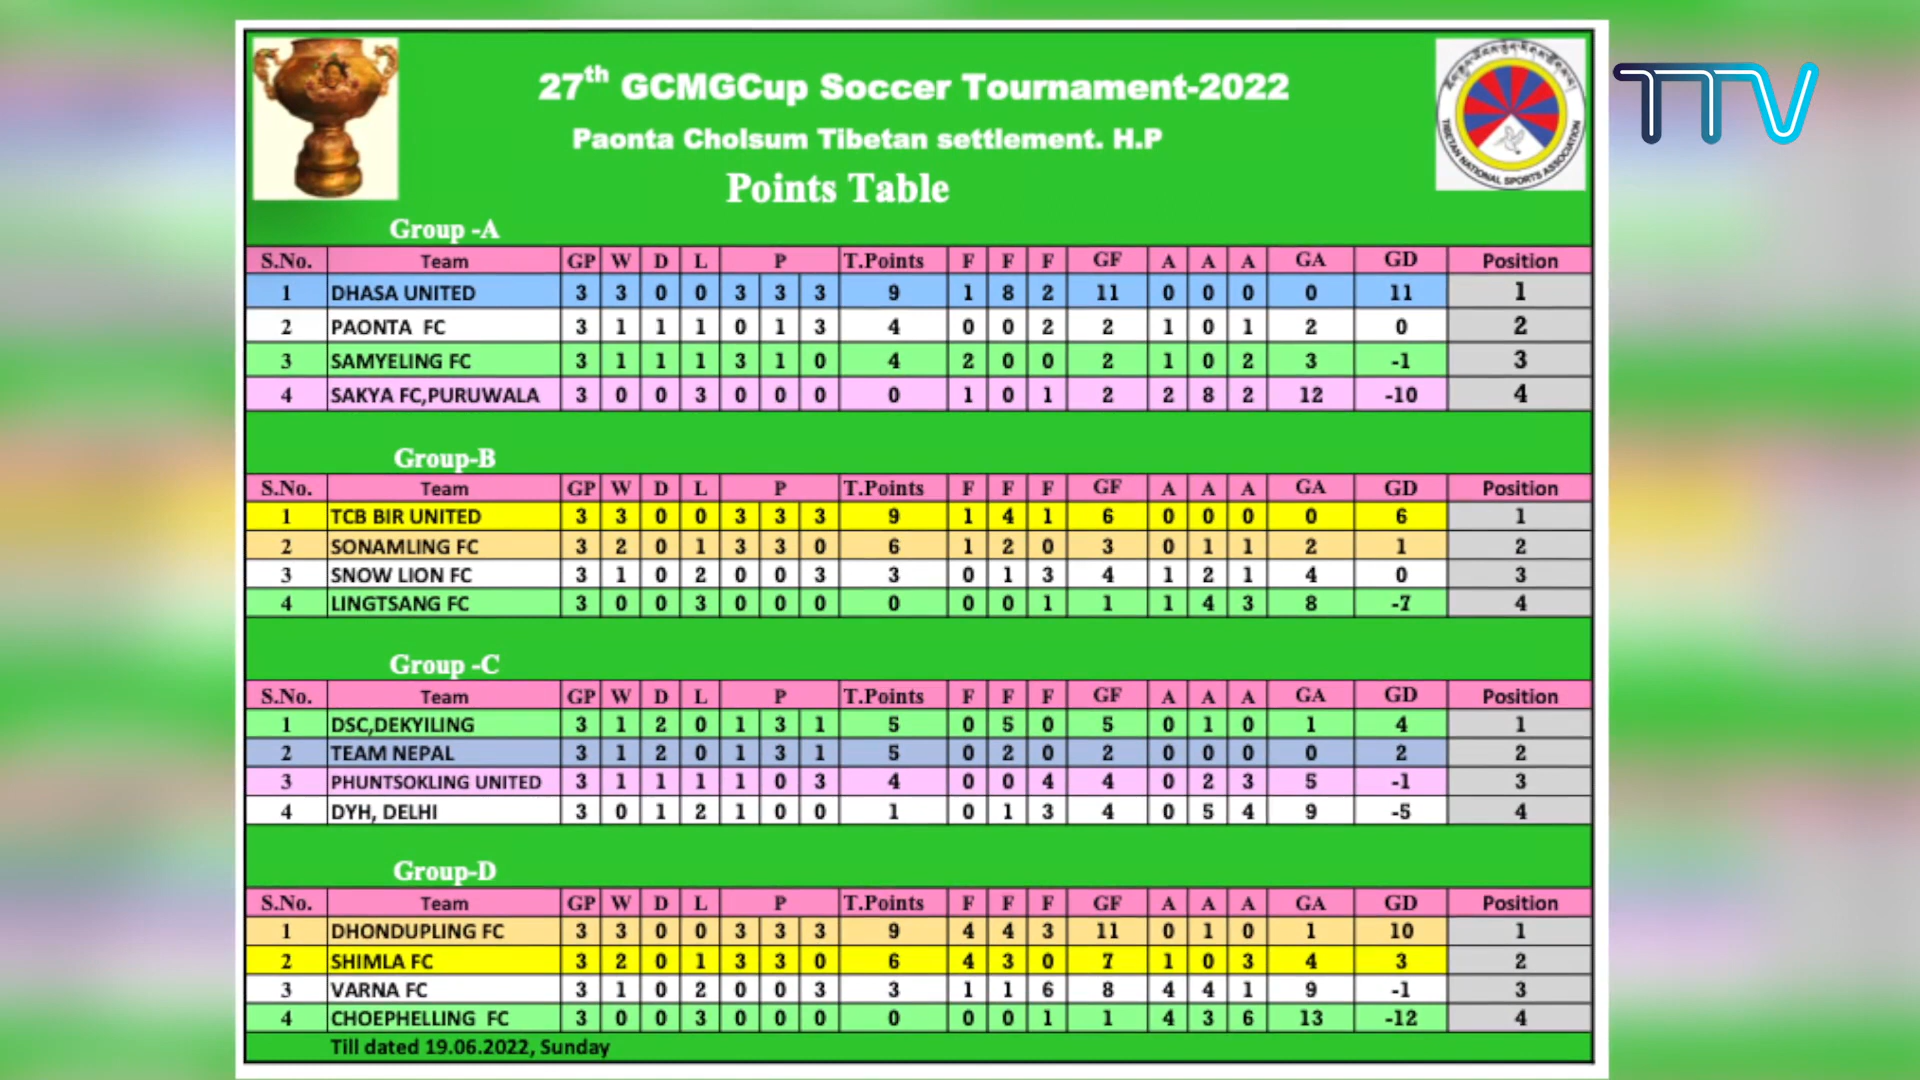 27th GCMGCup Soccer Tournament-2022
Paonta Cholsum Tibetan settlement. H.P
Points Table
TIBETAN NATIONAL SPORTS ASSOCIATION
TTV
Group -A
S.No. Team GP W D L P T.Points F F F GF A A A GA GD Position
1 DHASA UNITED 3 3 0 0 3 3 3 9 1 8 2 11 0 0 0 0 11 1
2 PAONTA FC 3 1 1 1 0 1 3 4 0 0 2 2 1 0 1 2 0 2
3 SAMYELING FC 3 1 1 1 3 1 0 4 2 0 0 2 1 0 2 3 -1 3
4 SAKYA FC,PURUWALA 3 0 0 3 0 0 0 0 1 0 1 2 2 8 2 12 -10 4
Group-B
S.No. Team GP W D L P T.Points F F F GF A A A GA GD Position
1 TCB BIR UNITED 3 3 0 0 3 3 3 9 1 4 1 6 0 0 0 0 6 1
2 SONAMLING FC 3 2 0 1 3 3 0 6 1 2 0 3 0 1 1 2 1 2
3 SNOW LION FC 3 1 0 2 0 0 3 3 0 1 3 4 1 2 1 4 0 3
4 LINGTSANG FC 3 0 0 3 0 0 0 0 0 0 1 1 1 4 3 8 -7 4
Group -C
S.No. Team GP W D L P T.Points F F F GF A A A GA GD Position
1 DSC,DEKYILING 3 1 2 0 1 3 1 5 0 5 0 5 0 1 0 1 4 1
2 TEAM NEPAL 3 1 2 0 1 3 1 5 0 2 0 2 0 0 0 0 2 2
3 PHUNTSOKLING UNITED 3 1 1 1 1 0 3 4 0 0 4 4 0 2 3 5 -1 3
4 DYH, DELHI 3 0 1 2 1 0 0 1 0 1 3 4 0 5 4 9 -5 4
Group-D
S.No. Team GP W D L P T.Points F F F GF A A A GA GD Position
1 DHONDUPLING FC 3 3 0 0 3 3 3 9 4 4 3 11 0 1 0 1 10 1
2 SHIMLA FC 3 2 0 1 3 3 0 6 4 3 0 7 1 0 3 4 3 2
3 VARNA FC 3 1 0 2 0 0 3 3 1 1 6 8 4 4 1 9 -1 3
4 CHOEPHELLING FC 3 0 0 3 0 0 0 0 0 0 1 1 4 3 6 13 -12 4
Till dated 19.06.2022, Sunday